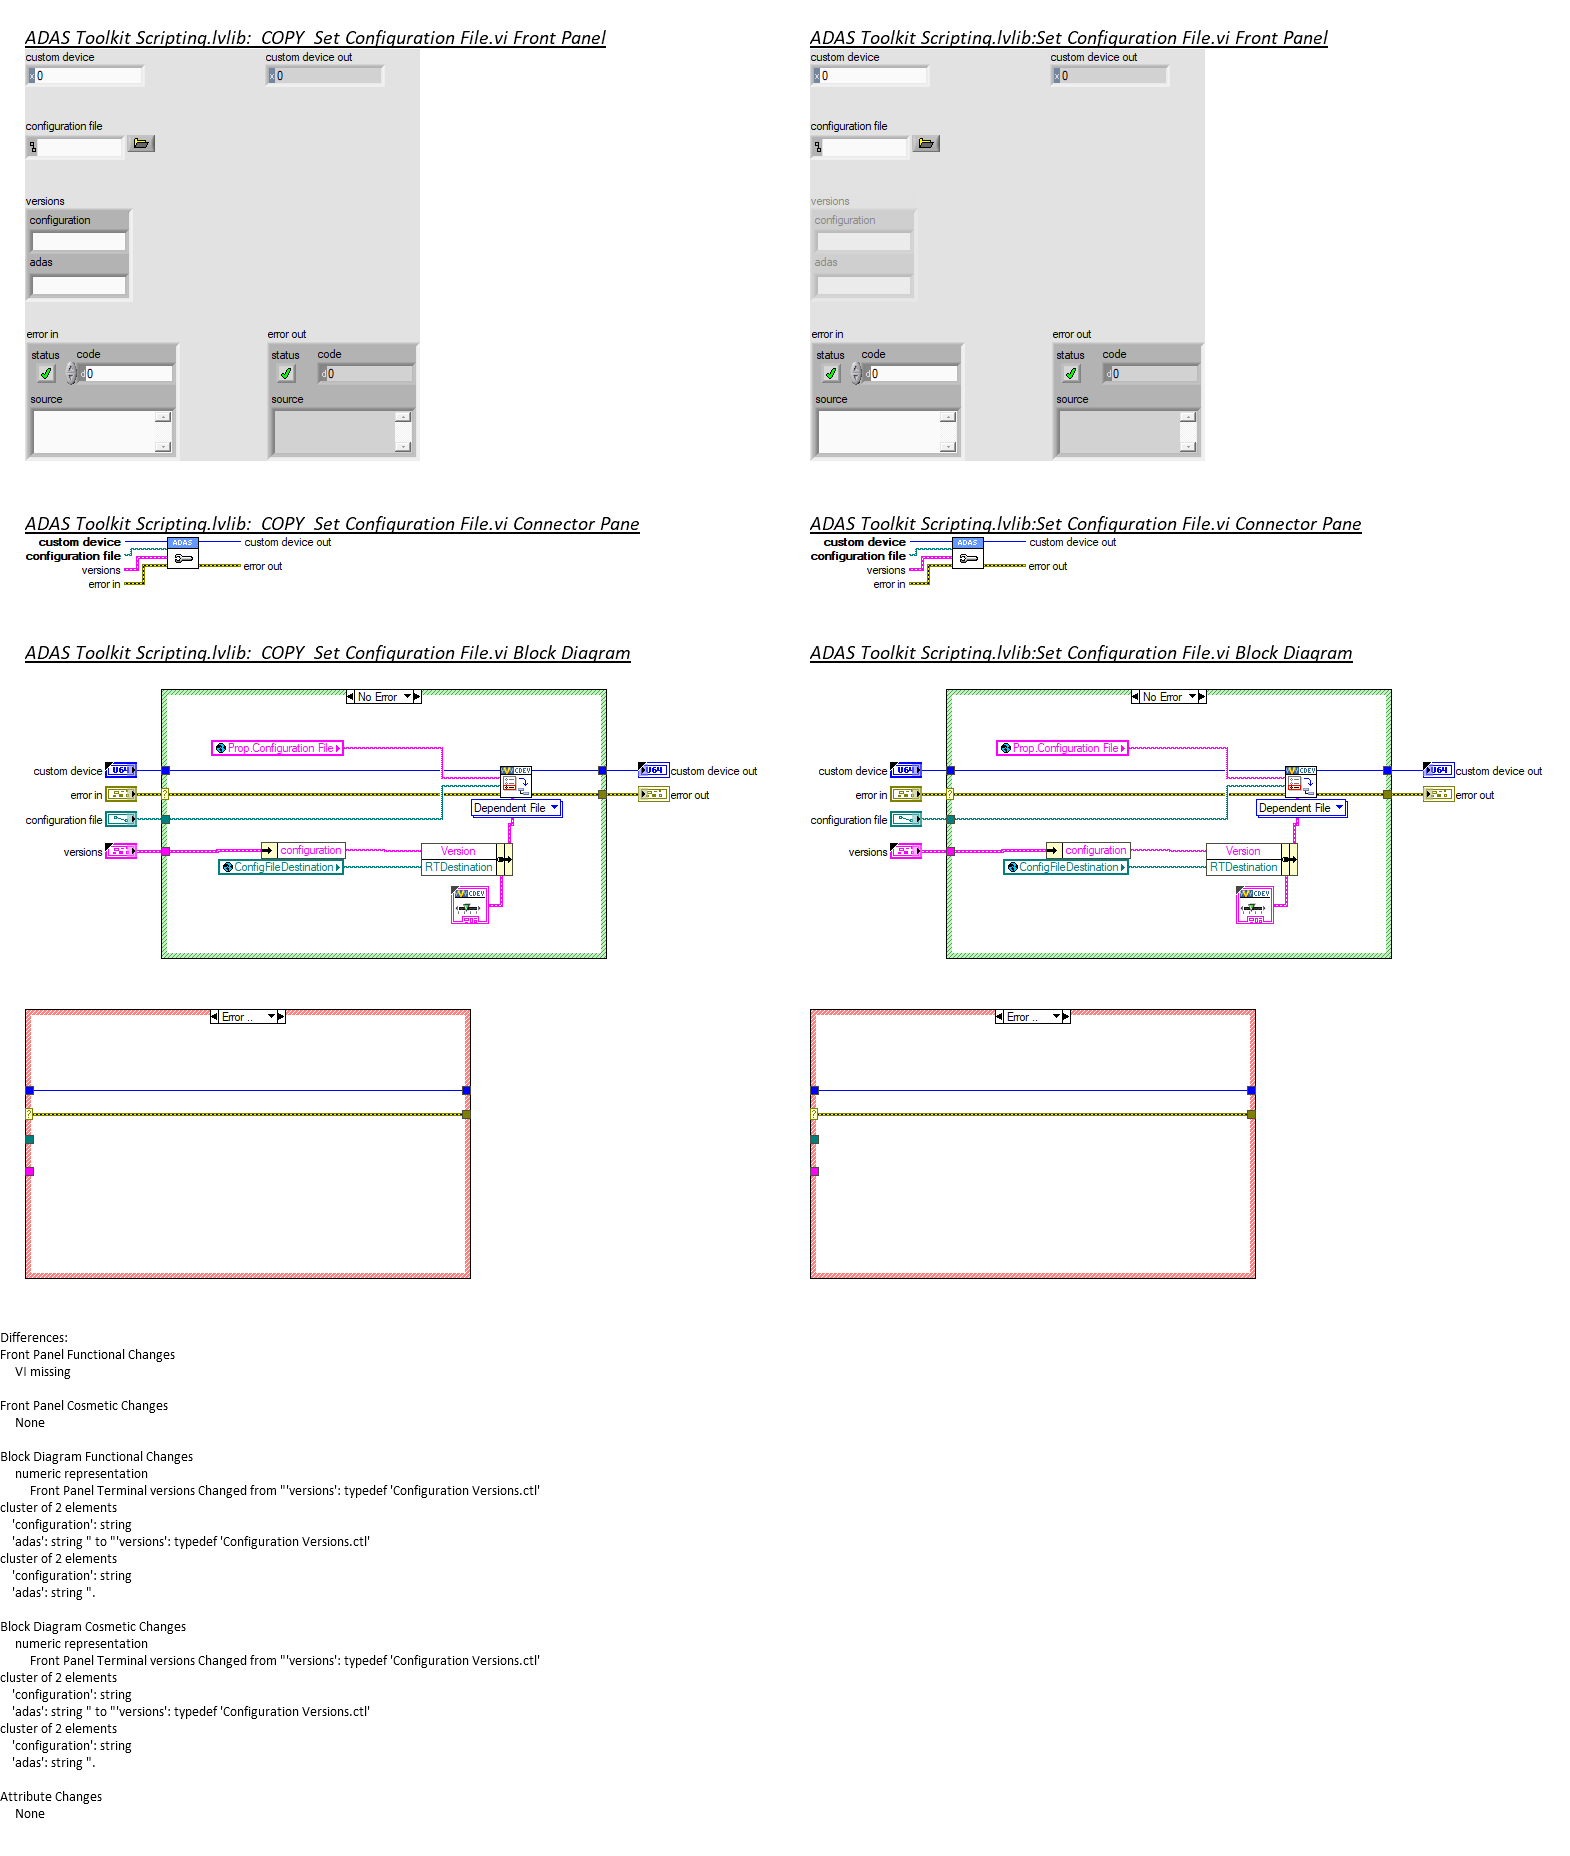 ADAS Toolkit Scripting.lvlib:  COPY  Set Configuration File.vi Front Panel
custom device
custom device out
x 0
x 0
configuration file
versions
configuration
adas
error in
error out
status
code
status
code
d 0
d 0
source
source
ADAS Toolkit Scripting.lvlib:Set Configuration File.vi Front Panel
custom device
custom device out
x 0
x 0
configuration file
versions
configuration
adas
error in
error out
status
code
status
code
d 0
d 0
source
source
ADAS Toolkit Scripting.lvlib:  COPY  Set Configuration File.vi Connector Pane
custom device
ADAS
custom device out
configuration file
versions
error out
error in
ADAS Toolkit Scripting.lvlib:Set Configuration File.vi Connector Pane
custom device
ADAS
custom device out
configuration file
versions
error out
error in
ADAS Toolkit Scripting.lvlib:  COPY  Set Configuration File.vi Block Diagram
No Error
Prop.Configuration File
custom device
U64
CDEV
U64
custom device out
error in
?
error out
Dependent File
configuration file
versions
configuration
Version
ConfigFileDestination
RTDestination
CDEV
Error ..
?
ADAS Toolkit Scripting.lvlib:Set Configuration File.vi Block Diagram
No Error
Prop.Configuration File
custom device
U64
CDEV
U64
custom device out
error in
?
error out
Dependent File
configuration file
versions
configuration
Version
ConfigFileDestination
RTDestination
CDEV
Error ..
?
Differences:
Front Panel Functional Changes
VI missing
Front Panel Cosmetic Changes
None
Block Diagram Functional Changes
numeric representation
Front Panel Terminal versions Changed from "'versions': typedef 'Configuration Versions.ctl'
cluster of 2 elements
'configuration': string
'adas': string " to "'versions': typedef 'Configuration Versions.ctl'
cluster of 2 elements
'configuration': string
'adas': string ".
Block Diagram Cosmetic Changes
numeric representation
Front Panel Terminal versions Changed from "'versions': typedef 'Configuration Versions.ctl'
cluster of 2 elements
'configuration': string
'adas': string " to "'versions': typedef 'Configuration Versions.ctl'
cluster of 2 elements
'configuration': string
'adas': string ".
Attribute Changes
None